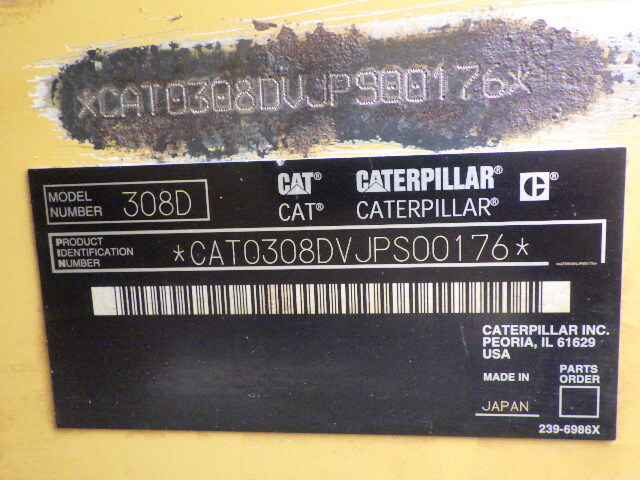 *CAT0308DVJPS00176*
MODEL NUMBER 308D
CAT® CATERPILLAR® C
CAT® CATERPILLAR®
PRODUCT
IDENTIFICATION
NUMBER
*CAT0308DVJPS00176*
CATERPILLAR INC.
PEORIA, IL 61629
USA
MADE IN
JAPAN
PARTS
ORDER
239-6986X